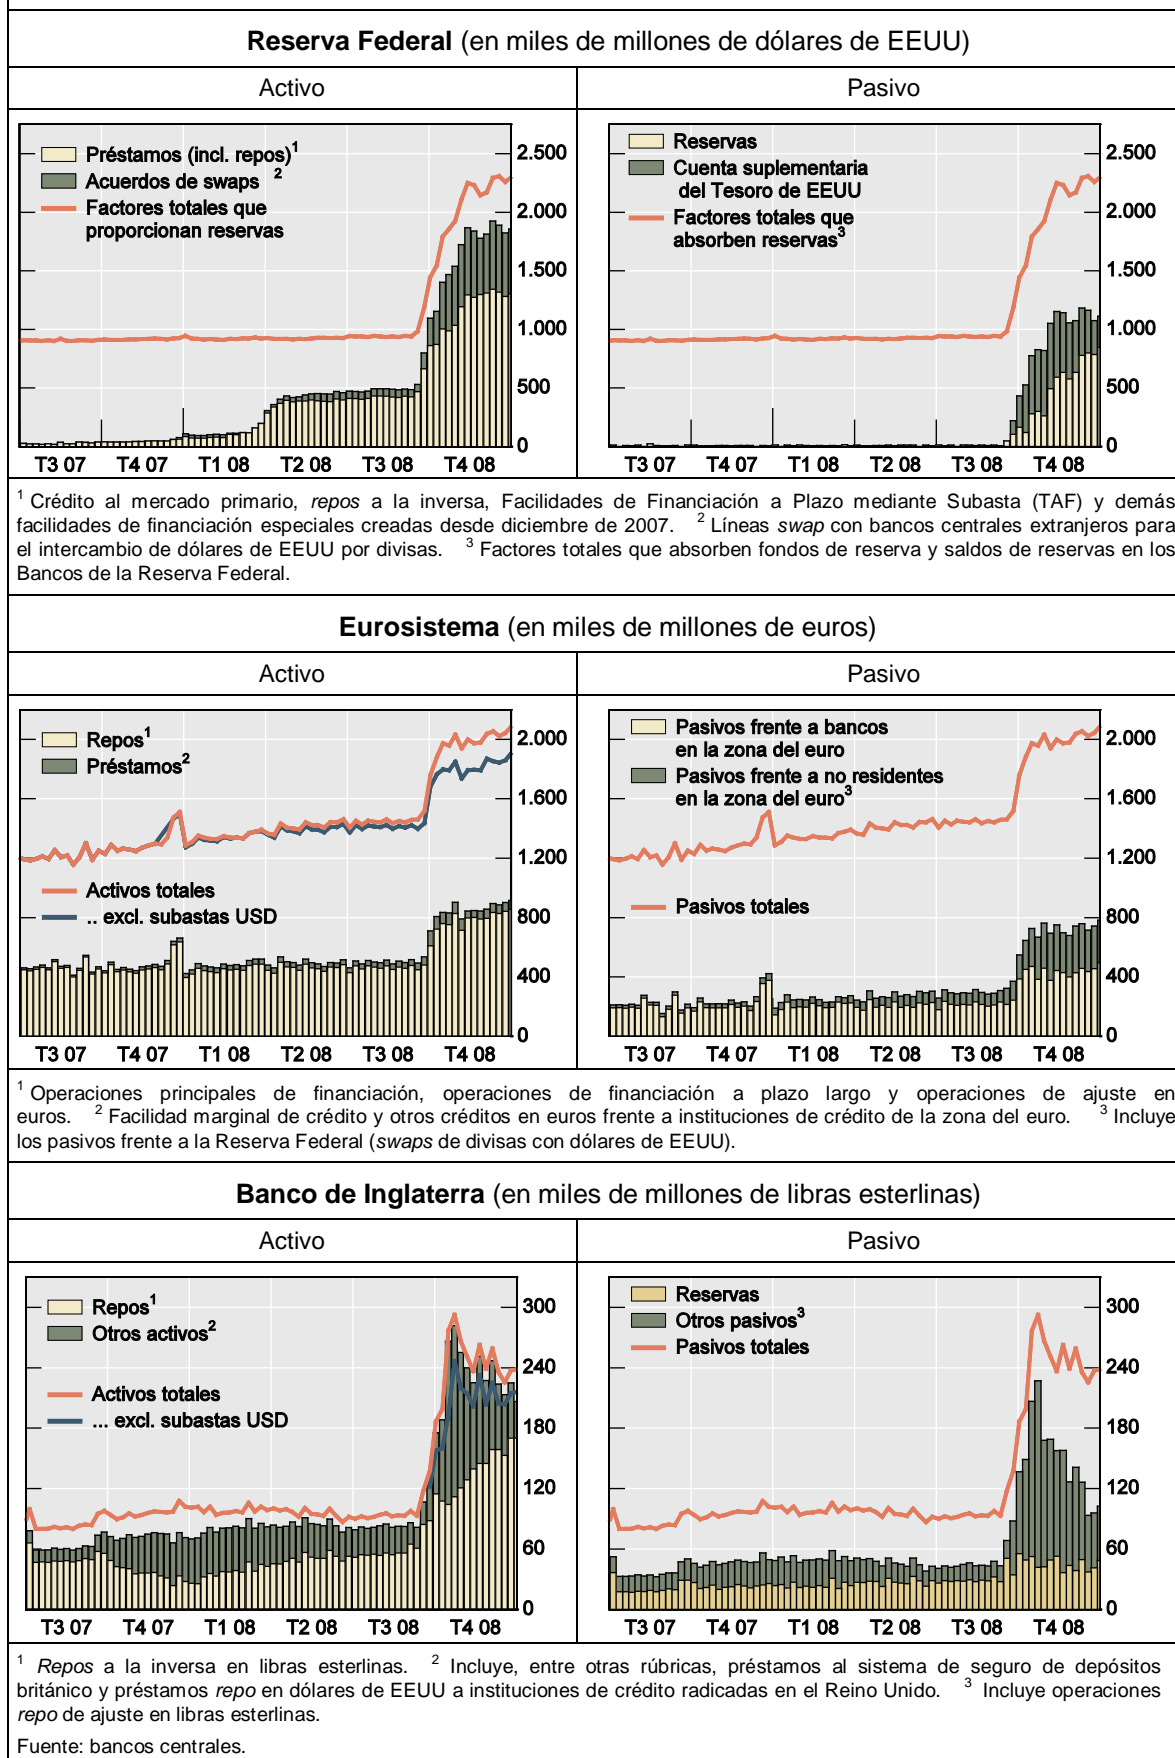 Reserva Federal (en miles de millones de dólares de EEUU)
Activo
Pasivo
Préstamos (incl. repos)1
Acuerdos de swaps 2
Factores totales que
proporcionan reservas
2.500
2.000
1.500
1.000
500
0
T3 07 T4 07 T1 08 T2 08 T3 08 T4 08
Reservas
Cuenta suplementaria
del Tesoro de EEUU
Factores totales que
absorben reservas3
2.500
2.000
1.500
1.000
500
0
T3 07 T4 07 T1 08 T2 08 T3 08 T4 08
1 Crédito al mercado primario, repos a la inversa, Facilidades de Financiación a Plazo mediante Subasta (TAF) y demás
facilidades de financiación especiales creadas desde diciembre de 2007. 2 Líneas swap con bancos centrales extranjeros para
el intercambio de dólares de EEUU por divisas. 3 Factores totales que absorben fondos de reserva y saldos de reservas en los
Bancos de la Reserva Federal.
Eurosistema (en miles de millones de euros)
Activo
Pasivo
Repos1
Préstamos2
Activos totales
.. excl. subastas USD
2.000
1.600
1.200
800
400
0
T3 07 T4 07 T1 08 T2 08 T3 08 T4 08
Pasivos frente a bancos
en la zona del euro
Pasivos frente a no residentes
en la zona del euro3
Pasivos totales
2.000
1.600
1.200
800
400
0
T3 07 T4 07 T1 08 T2 08 T3 08 T4 08
1 Operaciones principales de financiación, operaciones de financiación a plazo largo y operaciones de ajuste en
euros. 2 Facilidad marginal de crédito y otros créditos en euros frente a instituciones de crédito de la zona del euro. 3 Incluye
los pasivos frente a la Reserva Federal (swaps de divisas con dólares de EEUU).
Banco de Inglaterra (en miles de millones de libras esterlinas)
Activo
Pasivo
Repos1
Otros activos2
Activos totales
... excl. subastas USD
300
240
180
120
60
0
T3 07 T4 07 T1 08 T2 08 T3 08 T4 08
Reservas
Otros pasivos3
Pasivos totales
300
240
180
120
60
0
T3 07 T4 07 T1 08 T2 08 T3 08 T4 08
1 Repos a la inversa en libras esterlinas. 2 Incluye, entre otras rúbricas, préstamos al sistema de seguro de depósitos
británico y préstamos repo en dólares de EEUU a instituciones de crédito radicadas en el Reino Unido. 3 Incluye operaciones
repo de ajuste en libras esterlinas.
Fuente: bancos centrales.